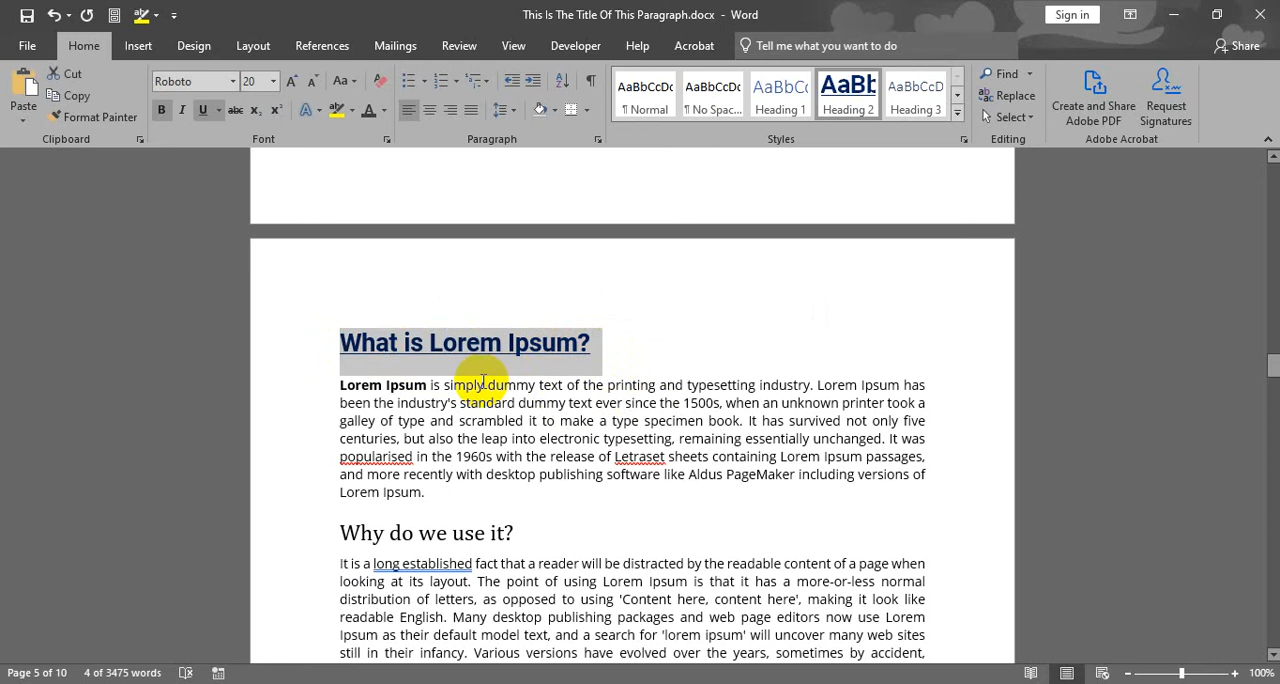 This Is The Title Of This Paragraph.docx - Word
Sign in
File Home Insert Design Layout References Mailings Review View Developer Help Acrobat Tell me what you want to do Share
Paste
Cut
Copy
Format Painter
Clipboard
Roboto 20
Aa
B I U abc x₂ x²
Font
Paragraph
AaBbCcDc AaBbCcDc AaBbCc AaBb AaBbCcD
¶ Normal ¶ No Spac... Heading 1 Heading 2 Heading 3
Styles
Find
Replace
Select
Editing
Create and Share
Adobe PDF
Request
Signatures
Adobe Acrobat
What is Lorem Ipsum?
Lorem Ipsum is simply dummy text of the printing and typesetting industry. Lorem Ipsum has
been the industry's standard dummy text ever since the 1500s, when an unknown printer took a
galley of type and scrambled it to make a type specimen book. It has survived not only five
centuries, but also the leap into electronic typesetting, remaining essentially unchanged. It was
popularised in the 1960s with the release of Letraset sheets containing Lorem Ipsum passages,
and more recently with desktop publishing software like Aldus PageMaker including versions of
Lorem Ipsum.
Why do we use it?
It is a long established fact that a reader will be distracted by the readable content of a page when
looking at its layout. The point of using Lorem Ipsum is that it has a more-or-less normal
distribution of letters, as opposed to using 'Content here, content here', making it look like
readable English. Many desktop publishing packages and web page editors now use Lorem
Ipsum as their default model text, and a search for 'lorem ipsum' will uncover many web sites
still in their infancy. Various versions have evolved over the years, sometimes by accident,
Page 5 of 10 4 of 3475 words 100%